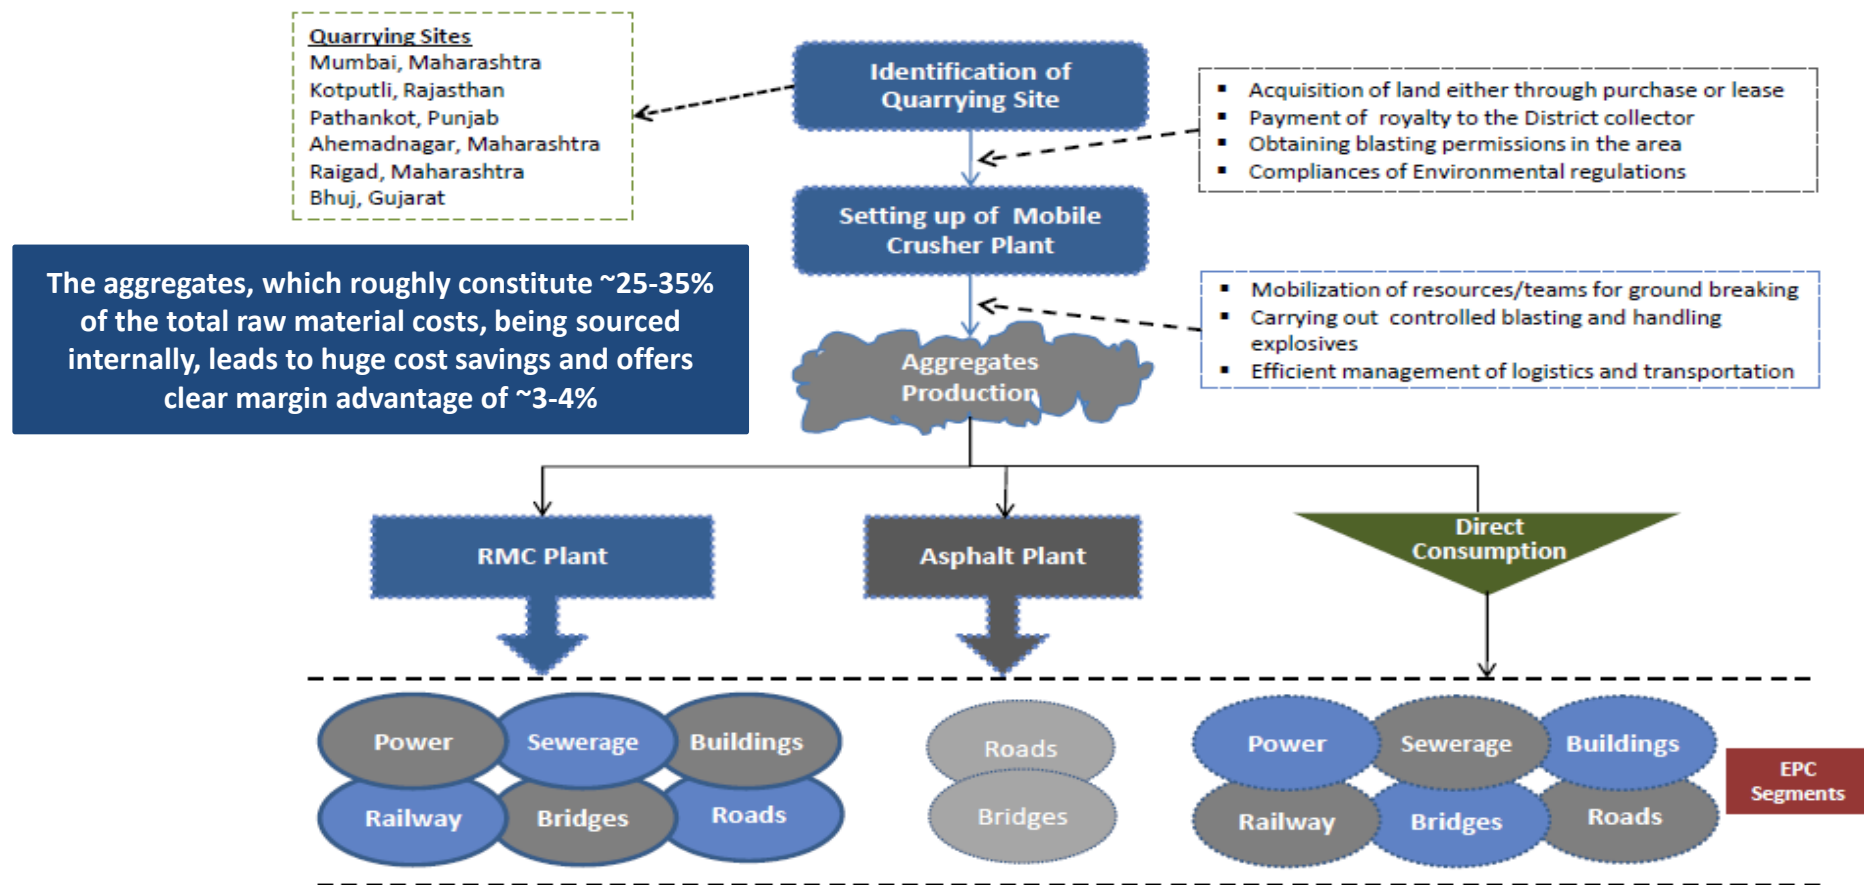 Quarrying Sites
Mumbai, Maharashtra
Kotputli, Rajasthan
Pathankot, Punjab
Ahemadnagar, Maharashtra
Raigad, Maharashtra
Bhuj, Gujarat
Identification of
Quarrying Site
▪ Acquisition of land either through purchase or lease
▪ Payment of royalty to the District collector
▪ Obtaining blasting permissions in the area
▪ Compliances of Environmental regulations
Setting up of Mobile
Crusher Plant
The aggregates, which roughly constitute ~25-35%
of the total raw material costs, being sourced
internally, leads to huge cost savings and offers
clear margin advantage of ~3-4%
▪ Mobilization of resources/teams for ground breaking
▪ Carrying out controlled blasting and handling
explosives
▪ Efficient management of logistics and transportation
Aggregates
Production
RMC Plant
Asphalt Plant
Direct
Consumption
Power
Sewerage
Buildings
Railway
Bridges
Roads
Roads
Bridges
Power
Sewerage
Buildings
Railway
Bridges
Roads
EPC
Segments